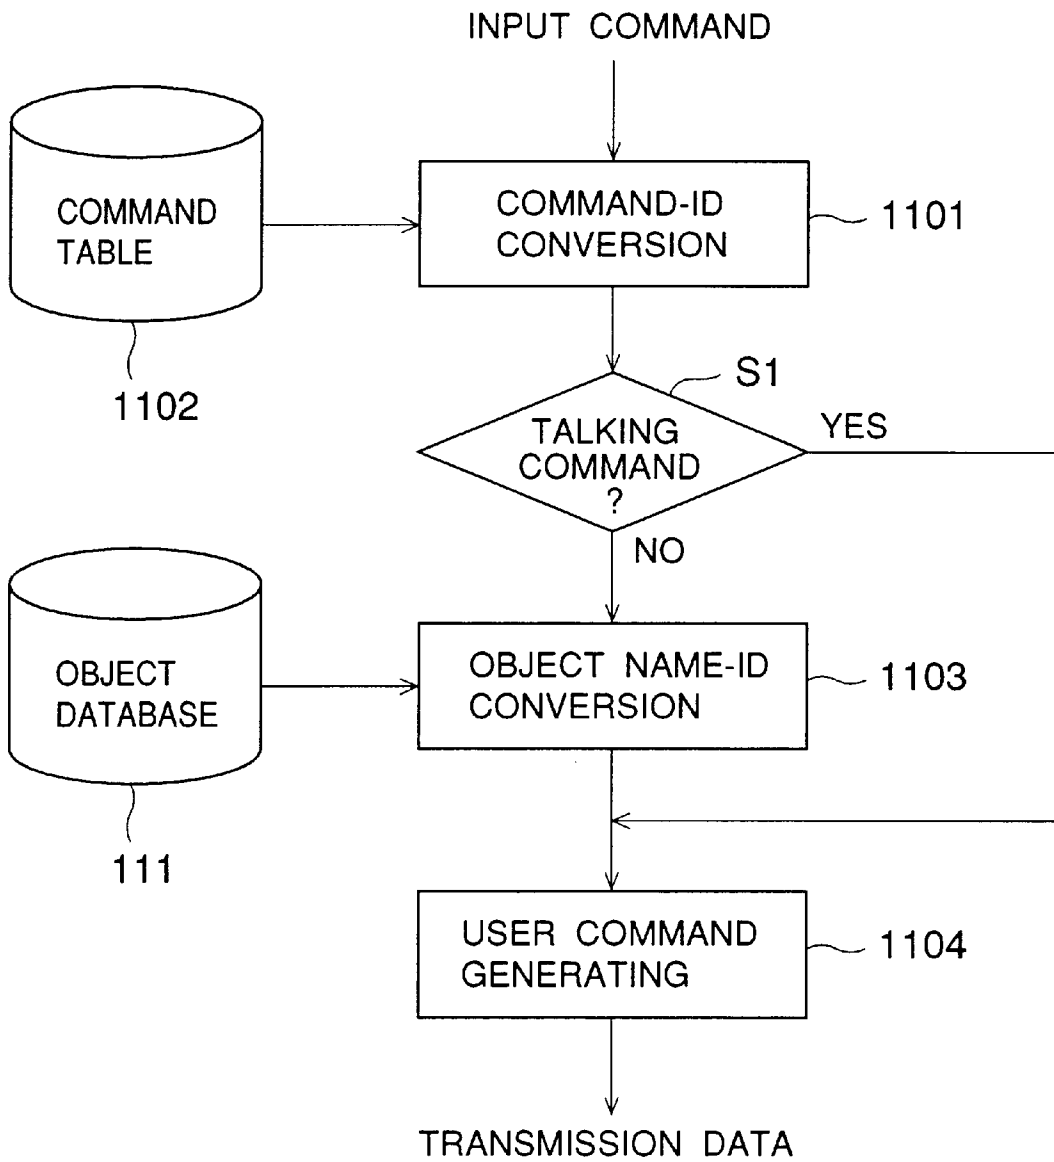 INPUT COMMAND
COMMAND
TABLE
1102
COMMAND-ID
CONVERSION
1101
S1
TALKING
COMMAND
?
YES
NO
OBJECT
DATABASE
111
OBJECT NAME-ID
CONVERSION
1103
USER COMMAND
GENERATING
1104
TRANSMISSION DATA